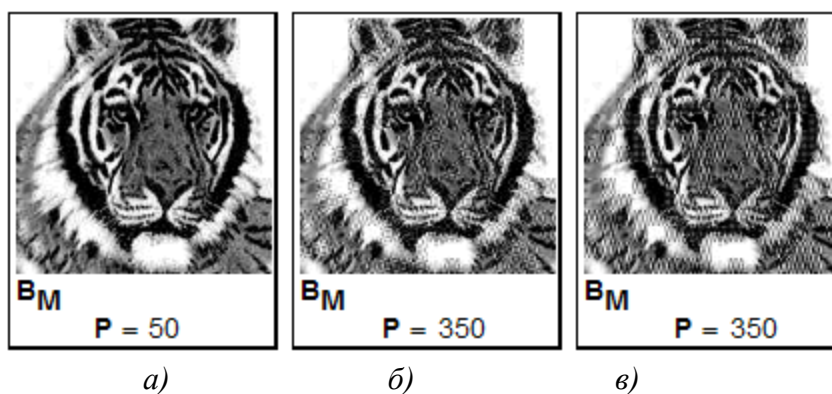 B_M B_M B_M
P = 50 P = 350 P = 350
а) б) в)